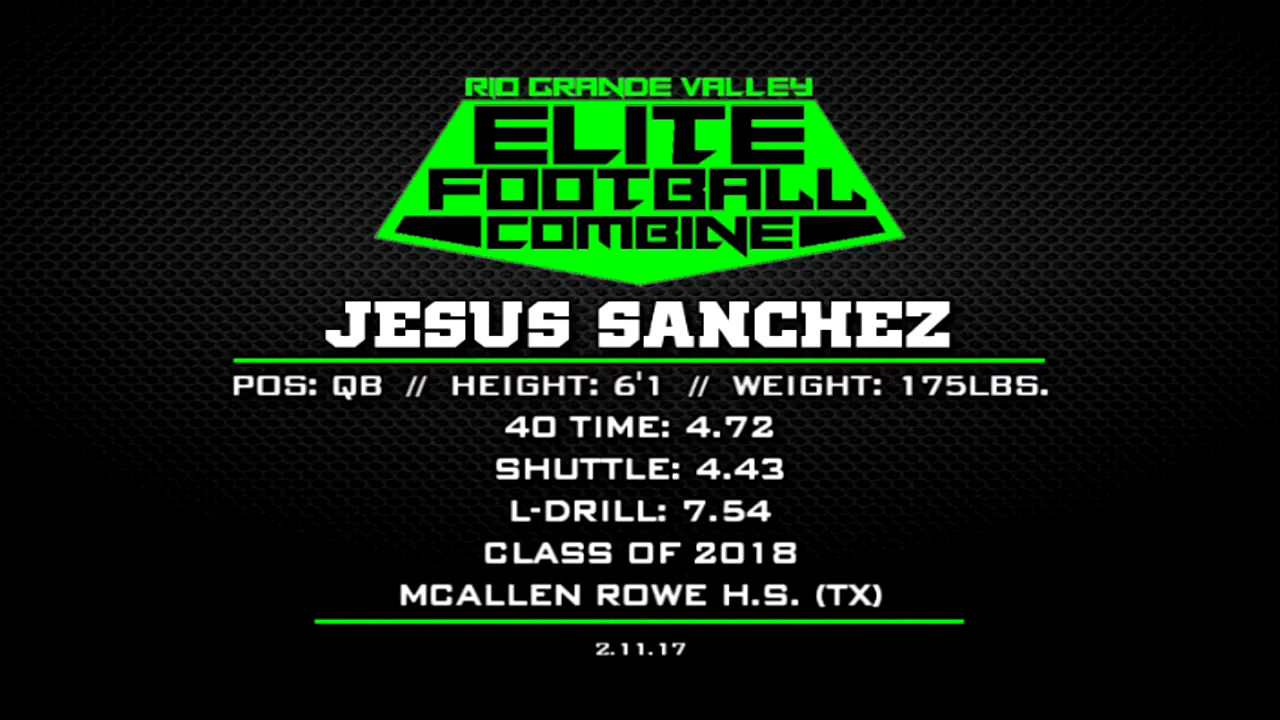 RIO GRANDE VALLEY
ELITE
FOOTBALL
COMBINE
JESUS SANCHEZ
POS: QB // HEIGHT: 6'1 // WEIGHT: 175LBS.
40 TIME: 4.72
SHUTTLE: 4.43
L-DRILL: 7.54
CLASS OF 2018
MCALLEN ROWE H.S. (TX)
2.11.17